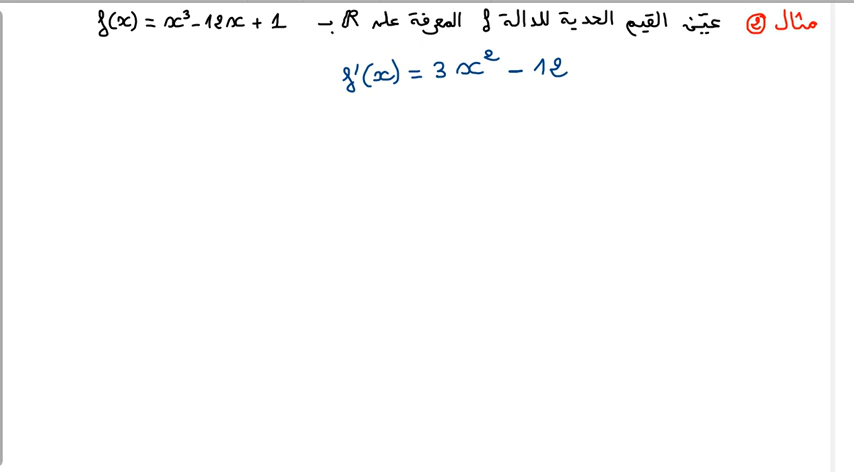 مثال ② عيّن القيم الحدية للدالة f المعرفة على ℝ بـ f(x) = x³ - 12x + 1
f'(x) = 3x² - 12